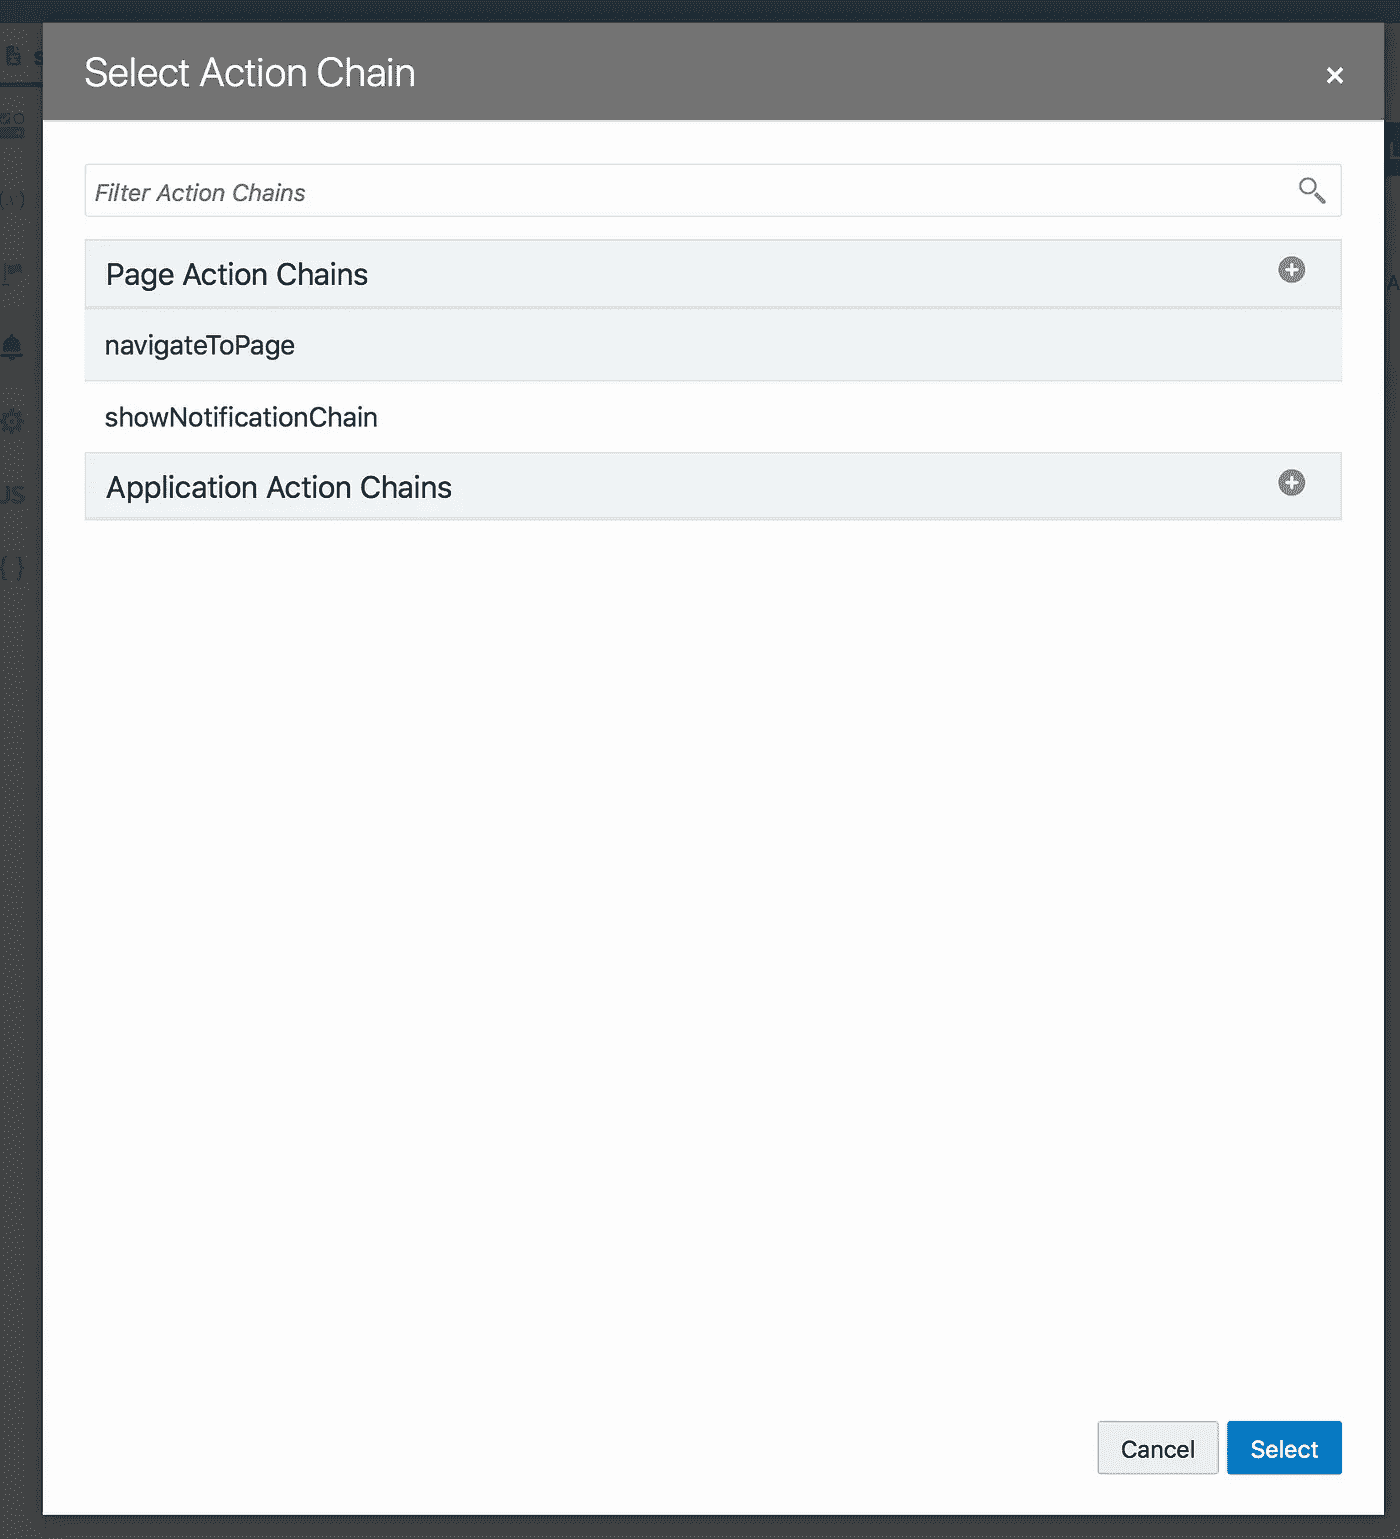 Select Action Chain
Filter Action Chains
Page Action Chains
navigateToPage
showNotificationChain
Application Action Chains
Cancel
Select